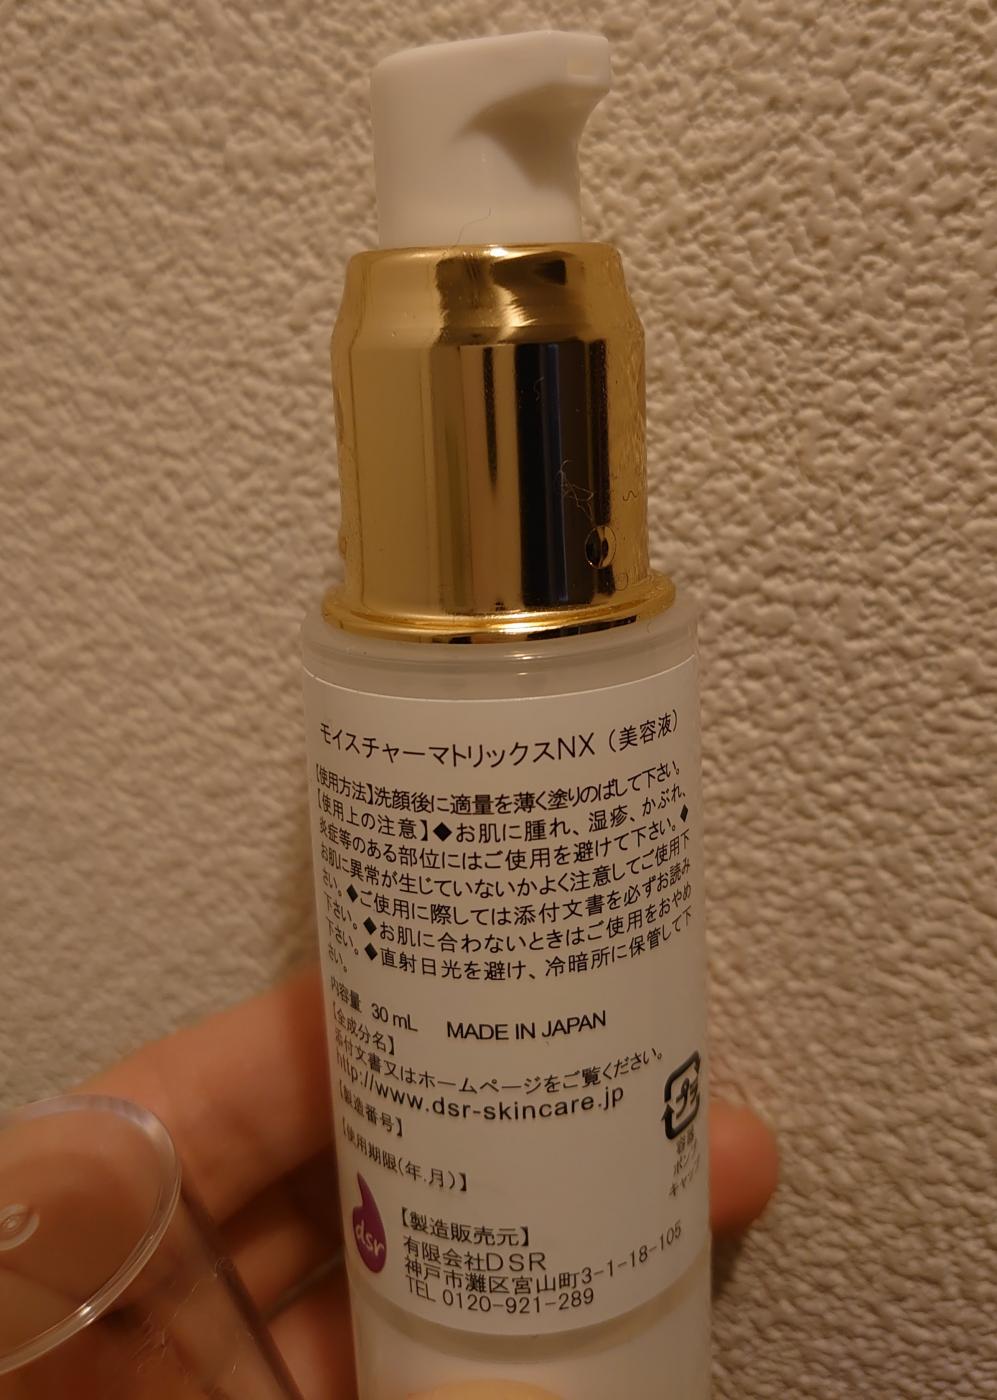 モイスチャーマトリックスNX（美容液）
【使用方法】洗顔後に適量を薄く塗りのばして下さい。
【使用上の注意】◆お肌に腫れ、湿疹、かぶれ、
炎症等のある部位にはご使用を避けて下さい。◆
お肌に異常が生じていないかよく注意してご使用下
さい。◆ご使用に際しては添付文書を必ずお読み
下さい。◆お肌に合わないときはご使用をおやめ
下さい。◆直射日光を避け、冷暗所に保管して下
さい。
内容量 30mL MADE IN JAPAN
【全成分名】
添付文書又はホームページをご覧ください。
http://www.dsr-skincare.jp
【製造番号】
【使用期限(年.月)】
プラ
容器
ポンプ
キャップ
dsr
【製造販売元】
有限会社DSR
神戸市灘区宮山町3-1-18-105
TEL 0120-921-289